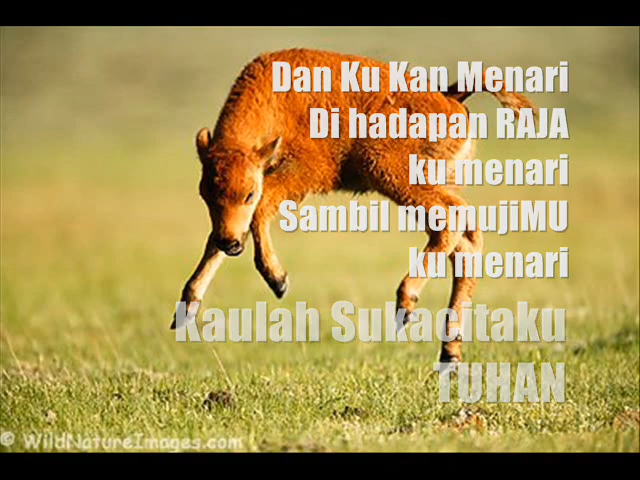 Dan Ku Kan Menari
Di hadapan RAJA
ku menari
Sambil memujiMU
ku menari
Kaulah Sukacitaku
TUHAN
© WildNatureImages.com